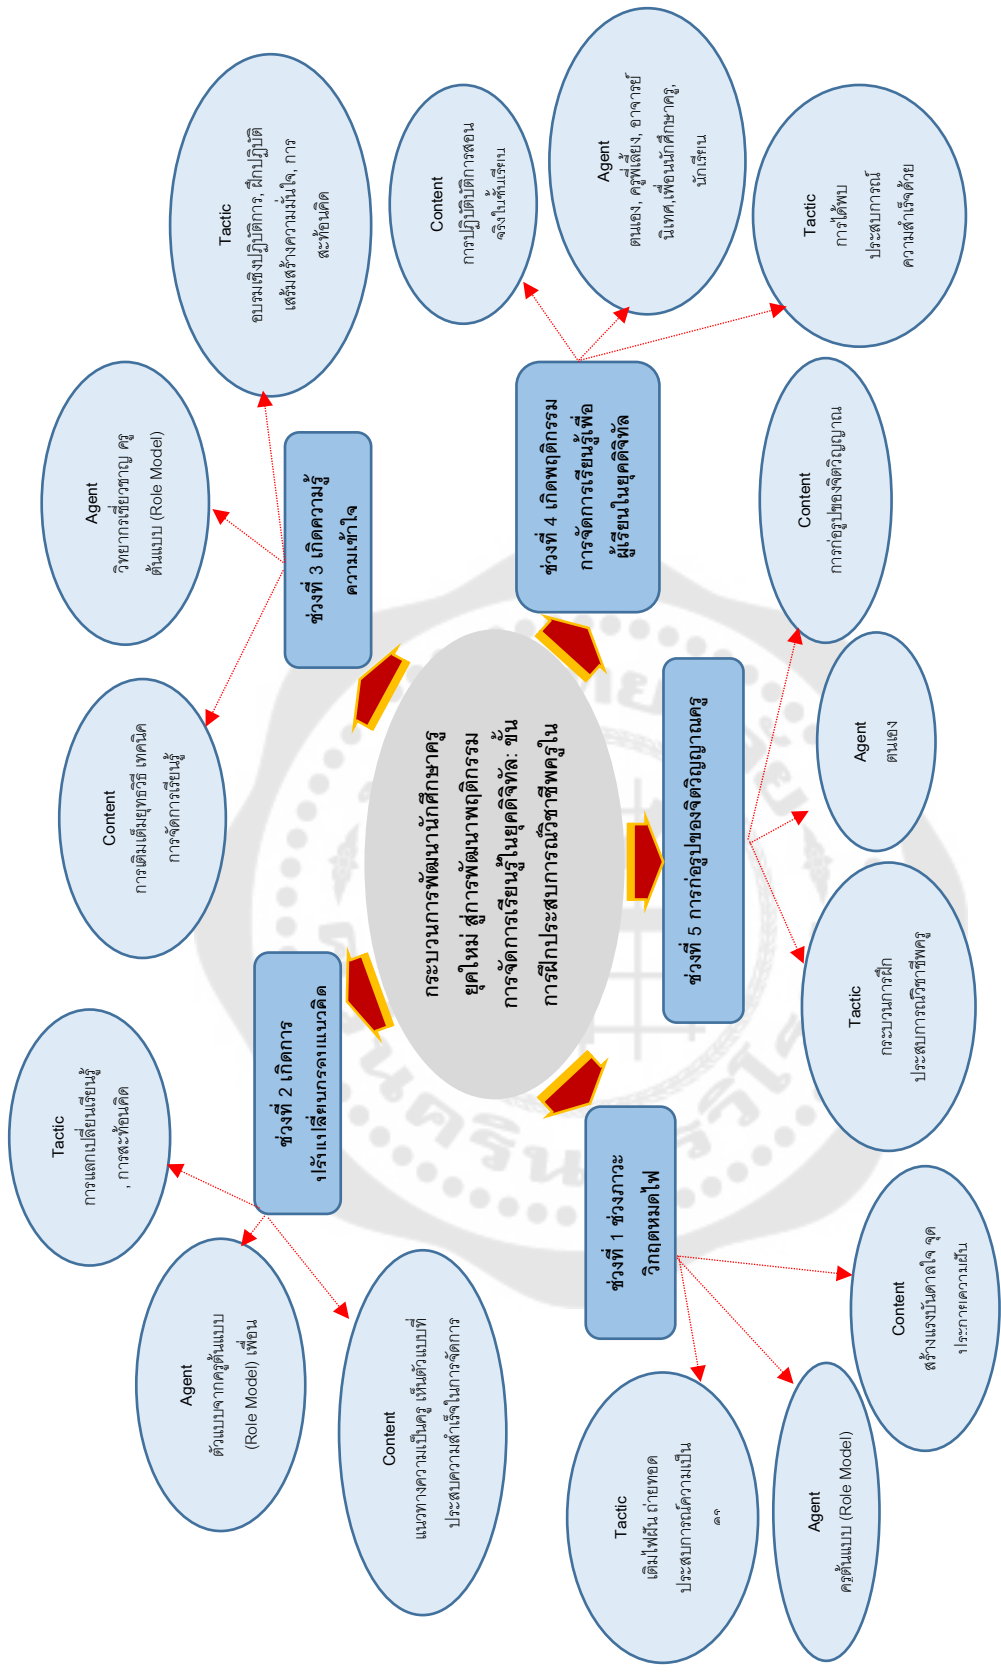 กระบวนการพัฒนานักศึกษาครู
ยุคใหม่ สู่การพัฒนาพฤติกรรม
การจัดการเรียนรู้ในยุคดิจิทัล: ขั้น
การฝึกประสบการณ์วิชาชีพครูใน
ช่วงที่ 1 ช่วงภาวะ
วิกฤตหมดไฟ
Tactic
เติมไฟฝัน ถ่ายทอด
ประสบการณ์ความเป็น
Agent
ครูต้นแบบ (Role Model)
Content
สร้างแรงบันดาลใจ จุด
ประกายความฝัน
ช่วงที่ 2 เกิดการ
ปรับเปลี่ยนกรอบแนวคิด
Tactic
การแลกเปลี่ยนเรียนรู้
, การสะท้อนคิด
Agent
ตัวแบบจากครูต้นแบบ
(Role Model) เพื่อน
Content
แนวทางความเป็นครู เห็นตัวแบบที่
ประสบความสำเร็จในการจัดการ
ช่วงที่ 3 เกิดความรู้
ความเข้าใจ
Content
การเติมเต็มยุทธวิธี เทคนิค
การจัดการเรียนรู้
Agent
วิทยากรเชี่ยวชาญ ครู
ต้นแบบ (Role Model)
Tactic
อบรมเชิงปฏิบัติการ, ฝึกปฏิบัติ
เสริมสร้างความมั่นใจ, การ
สะท้อนคิด
ช่วงที่ 4 เกิดพฤติกรรม
การจัดการเรียนรู้เพื่อ
ผู้เรียนในยุคดิจิทัล
Content
การปฏิบัติบัติการสอน
จริงในชั้นเรียน
Agent
ตนเอง, ครูพี่เลี้ยง, อาจารย์
นิเทศ,เพื่อนนักศึกษาครู,
นักเรียน
Tactic
การได้พบ
ประสบการณ์
ความสำเร็จด้วย
ช่วงที่ 5 การก่อรูปของจิตวิญญาณครู
Content
การก่อรูปของจิตวิญญาณ
Agent
ตนเอง
Tactic
กระบวนการฝึก
ประสบการณ์วิชาชีพครู